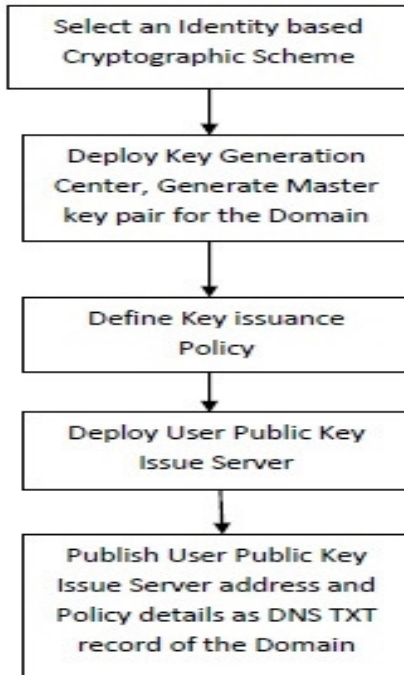 Select an Identity based
Cryptographic Scheme
Deploy Key Generation
Center, Generate Master
key pair for the Domain
Define Key issuance
Policy
Deploy User Public Key
Issue Server
Publish User Public Key
Issue Server address and
Policy details as DNS TXT
record of the Domain